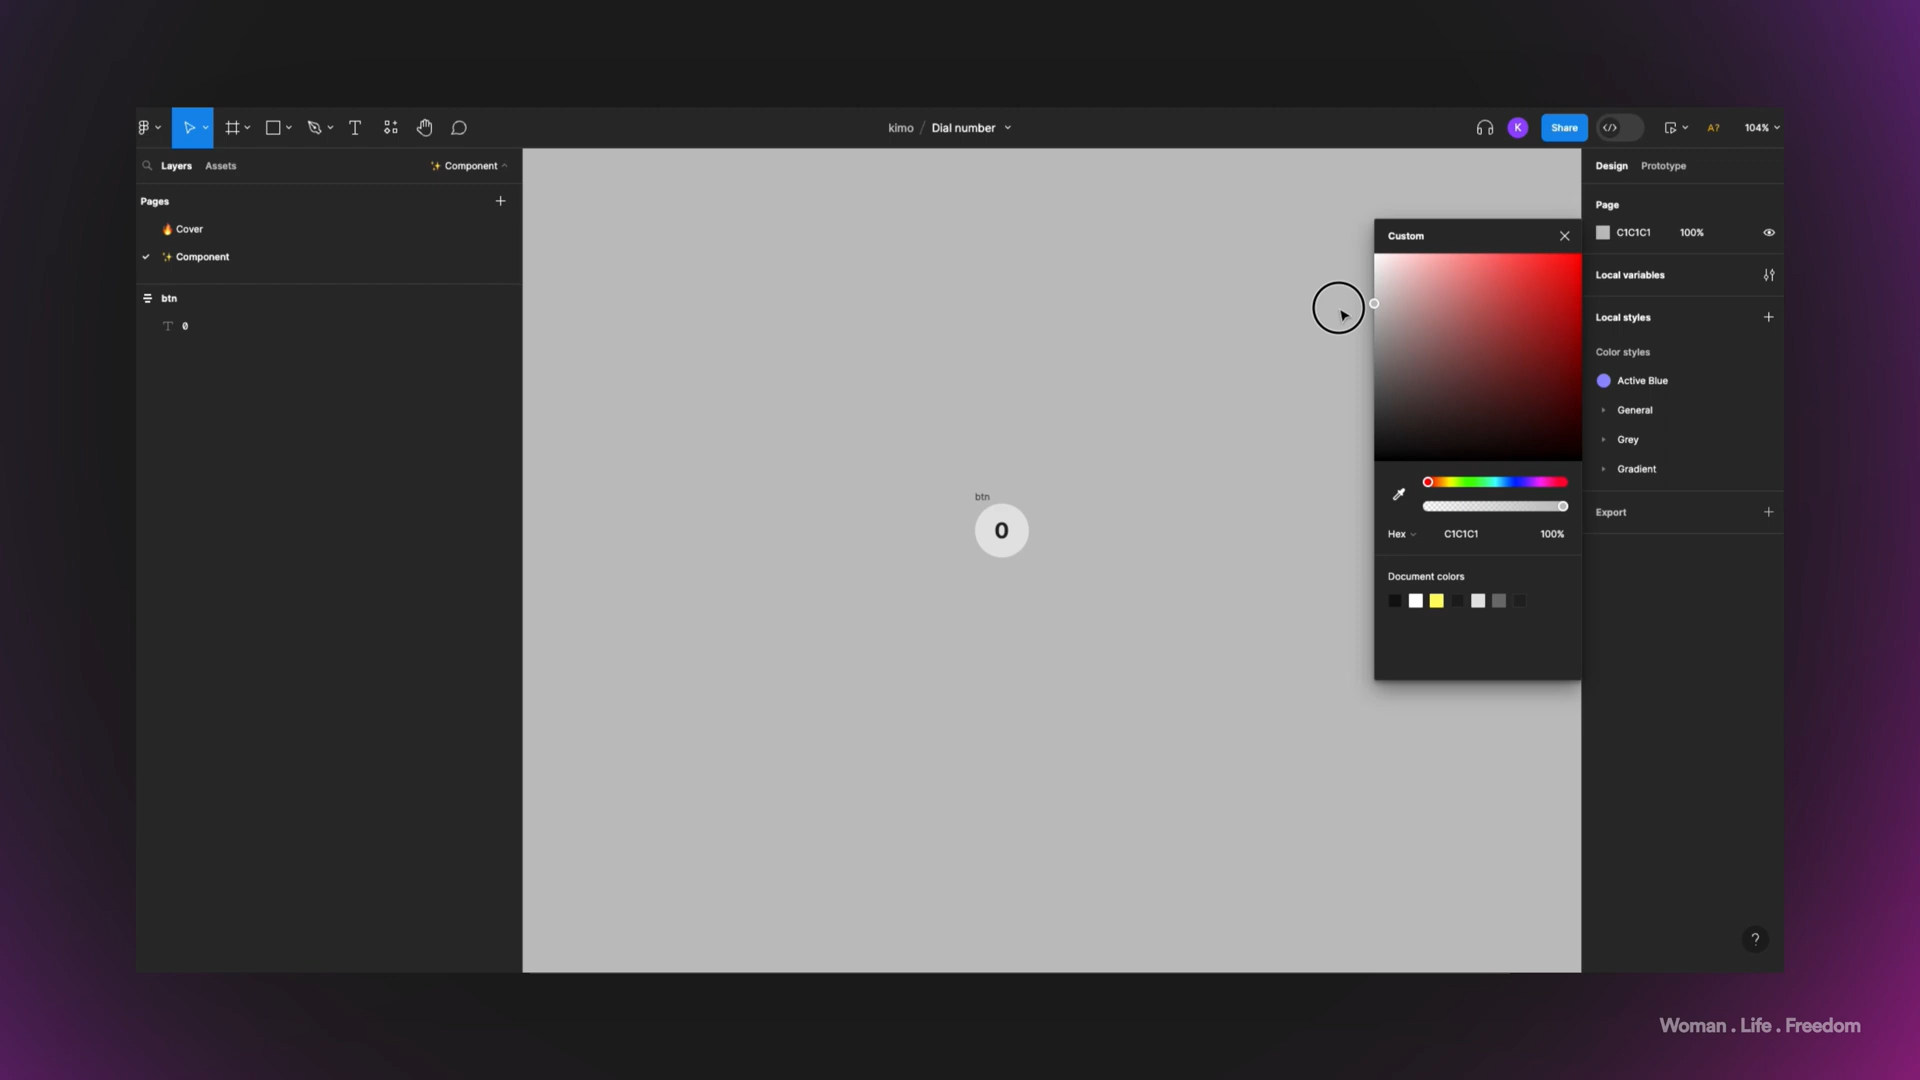 kimo / Dial number
K
Share
A?
104%
Layers
Assets
✨ Component
Design
Prototype
Pages
🔥 Cover
✨ Component
btn
0
Page
C1C1C1
100%
Local variables
Local styles
Color styles
Active Blue
General
Grey
Gradient
Export
Custom
Hex
C1C1C1
100%
Document colors
btn
0
?
Woman . Life . Freedom